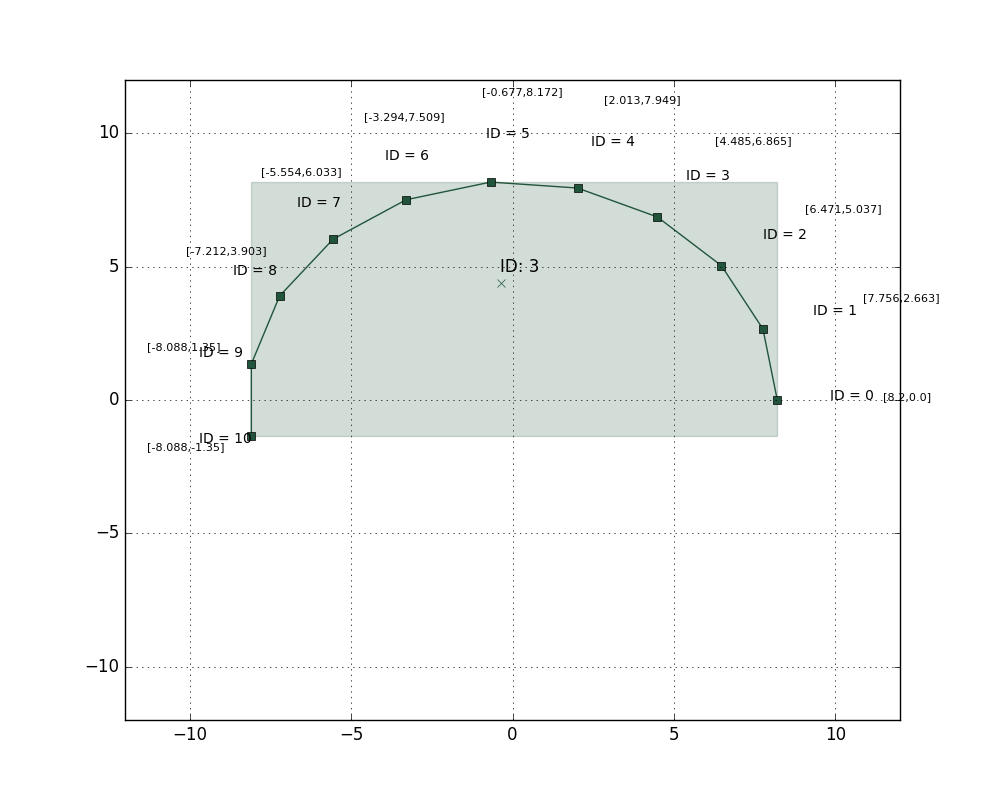 [-0.677,8.172]
[2.013,7.949]
[-3.294,7.509]
10
ID = 5
ID = 4
[4.485,6.865]
ID = 6
[-5.554,6.033]
ID = 3
ID = 7
[6.471,5.037]
ID = 2
[-7.212,3.903]
5
ID = 8
ID: 3
[7.756,2.663]
ID = 1
[-8.088,1.35]
ID = 9
0
ID = 0
[8.2,0.0]
ID = 10
[-8.088,-1.35]
−5
−10
−10 −5 0 5 10